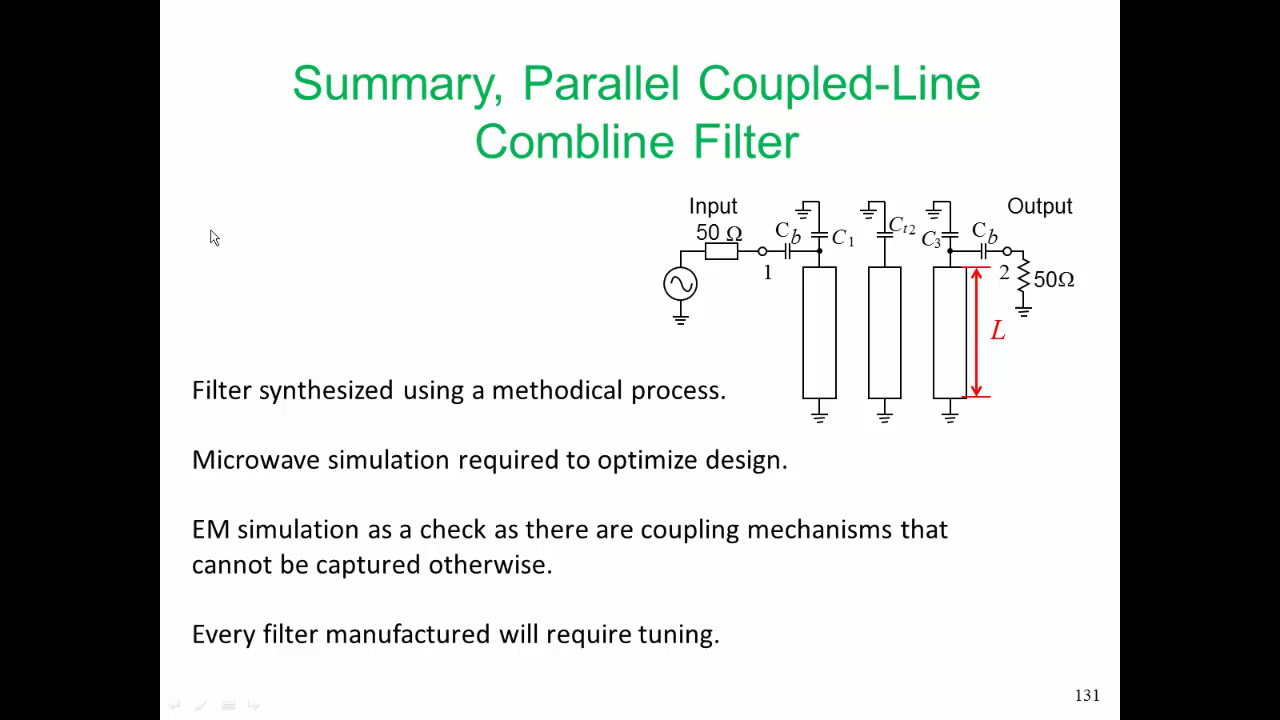 Summary, Parallel Coupled-Line
Combline Filter
Input
Output
50 Ω
C_b
C_1
C_t2
C_3
C_b
1
2
50Ω
L
Filter synthesized using a methodical process.
Microwave simulation required to optimize design.
EM simulation as a check as there are coupling mechanisms that
cannot be captured otherwise.
Every filter manufactured will require tuning.
131